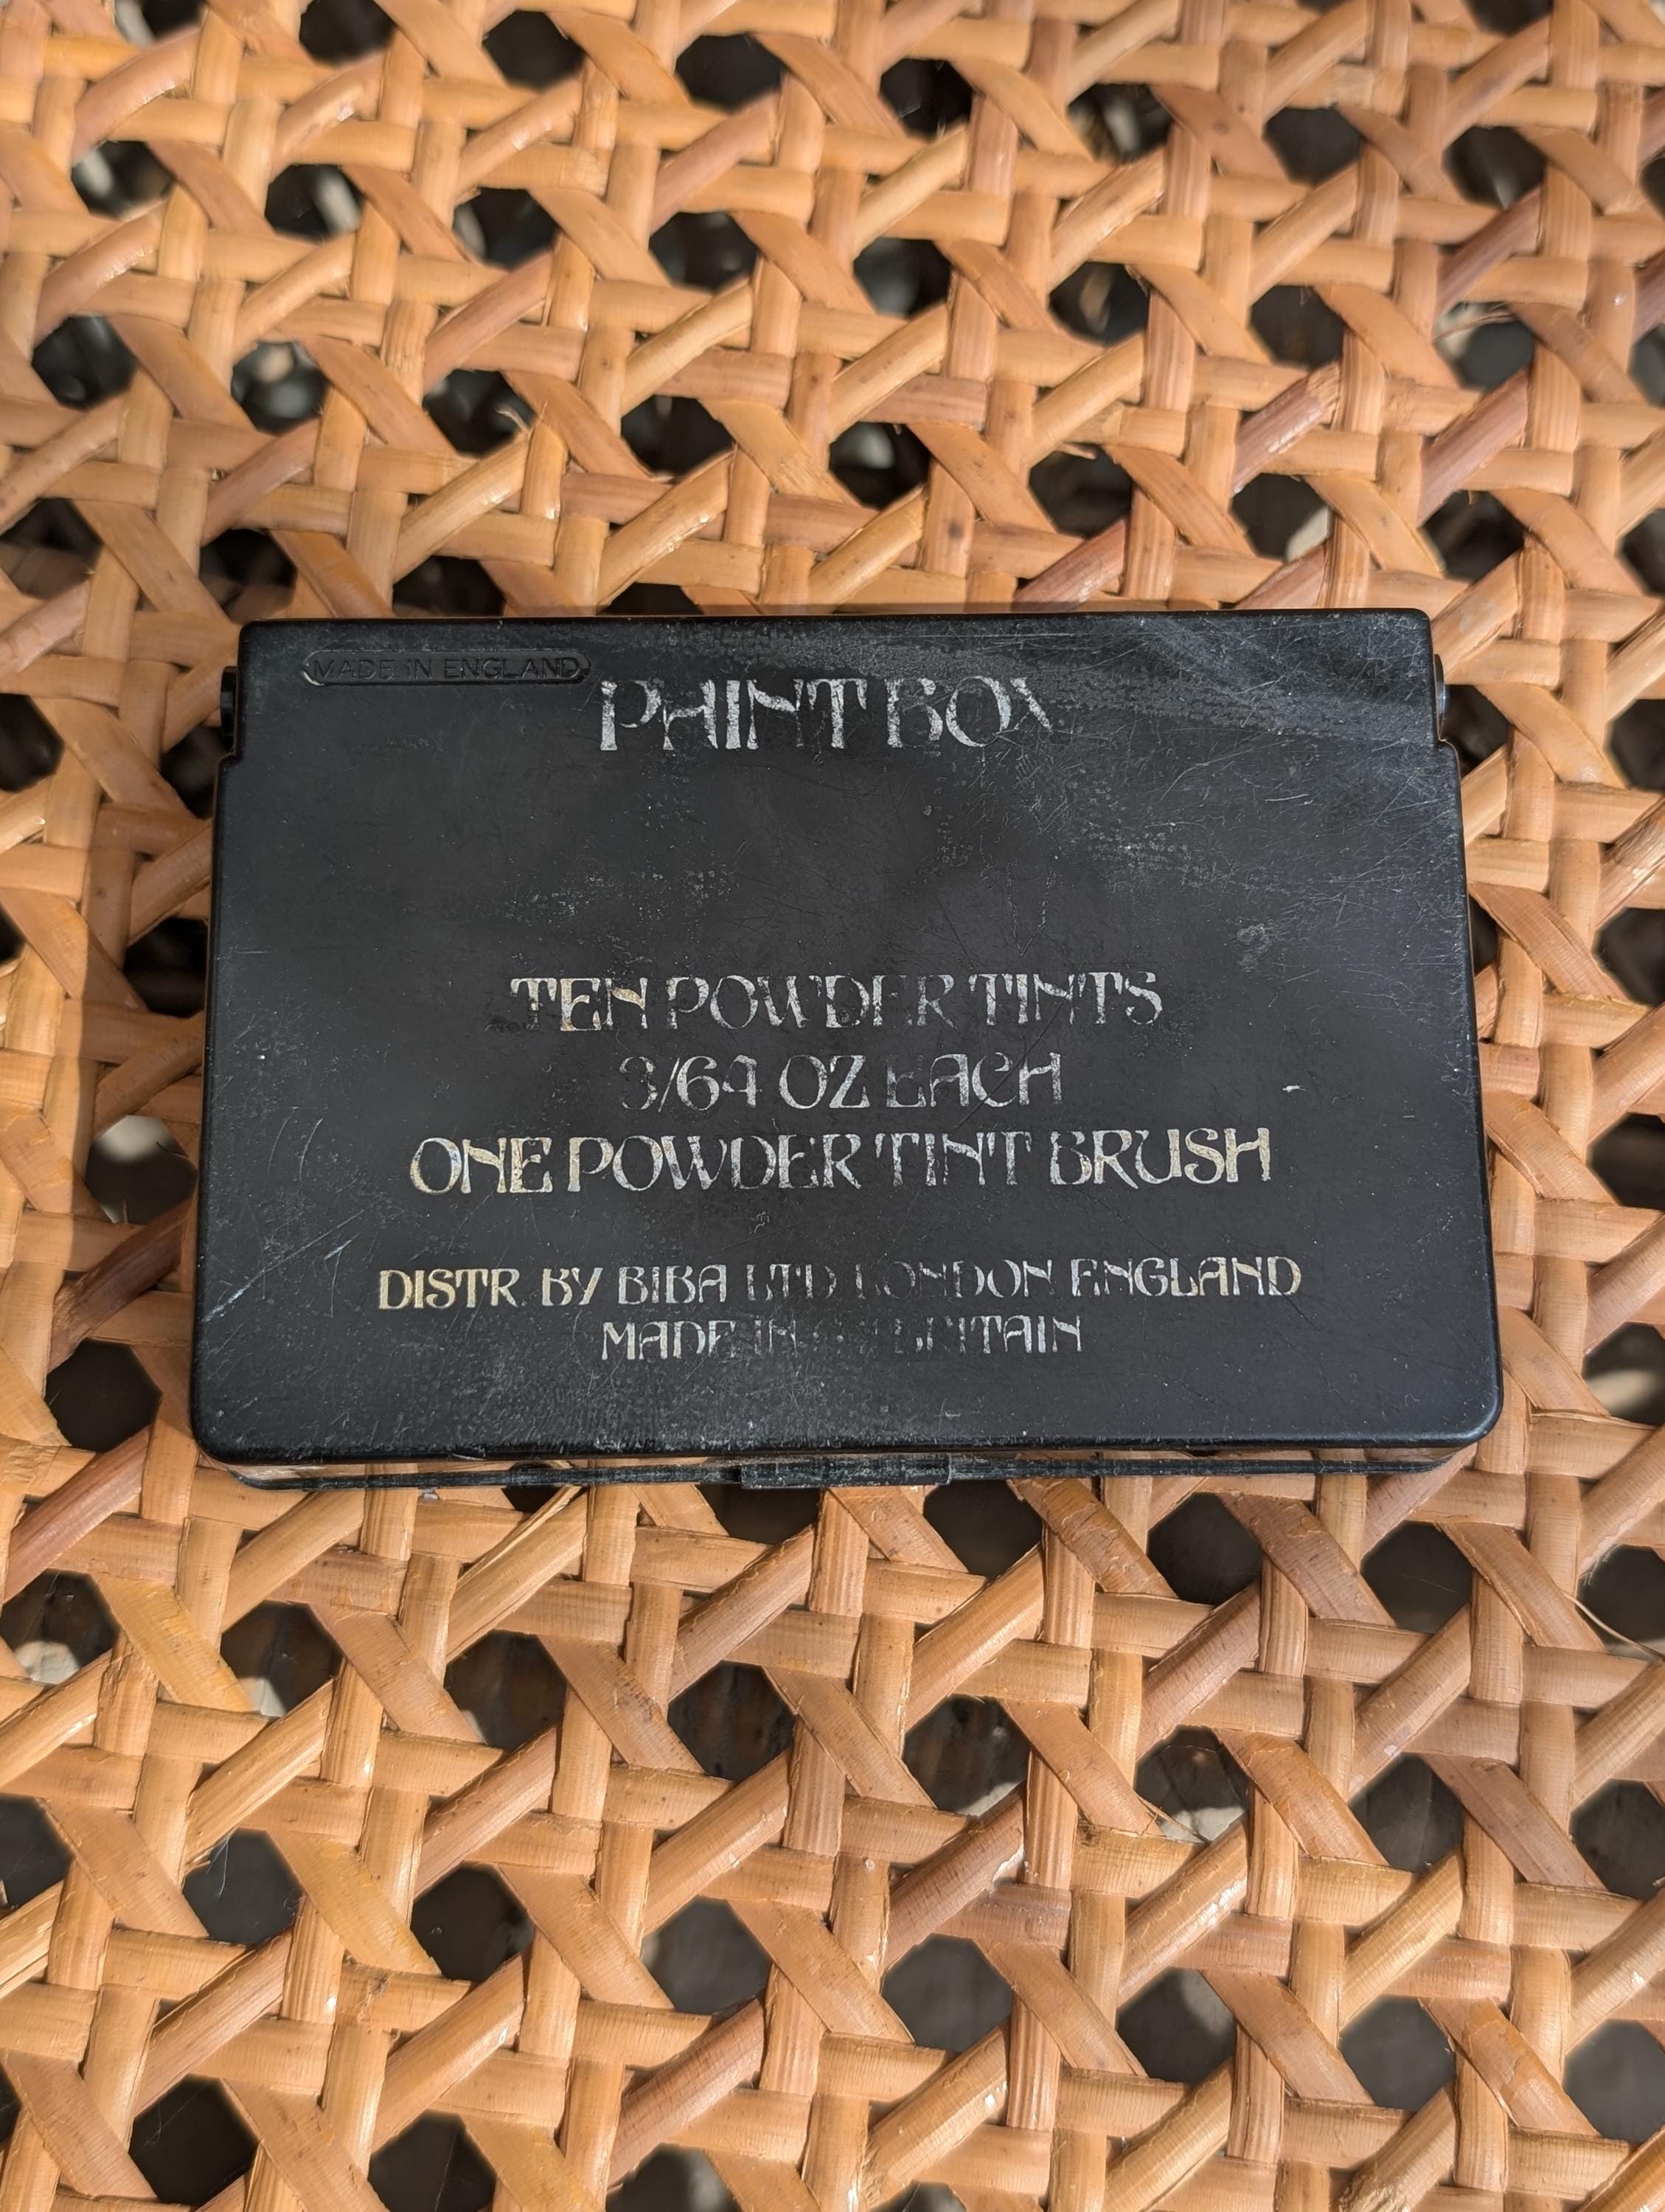 MADE IN ENGLAND
PAINT BOX
TEN POWDER TINTS
3/64 OZ EACH
ONE POWDER TINT BRUSH
DISTR BY BIBA LTD LONDON ENGLAND
MADE IN BRITAIN